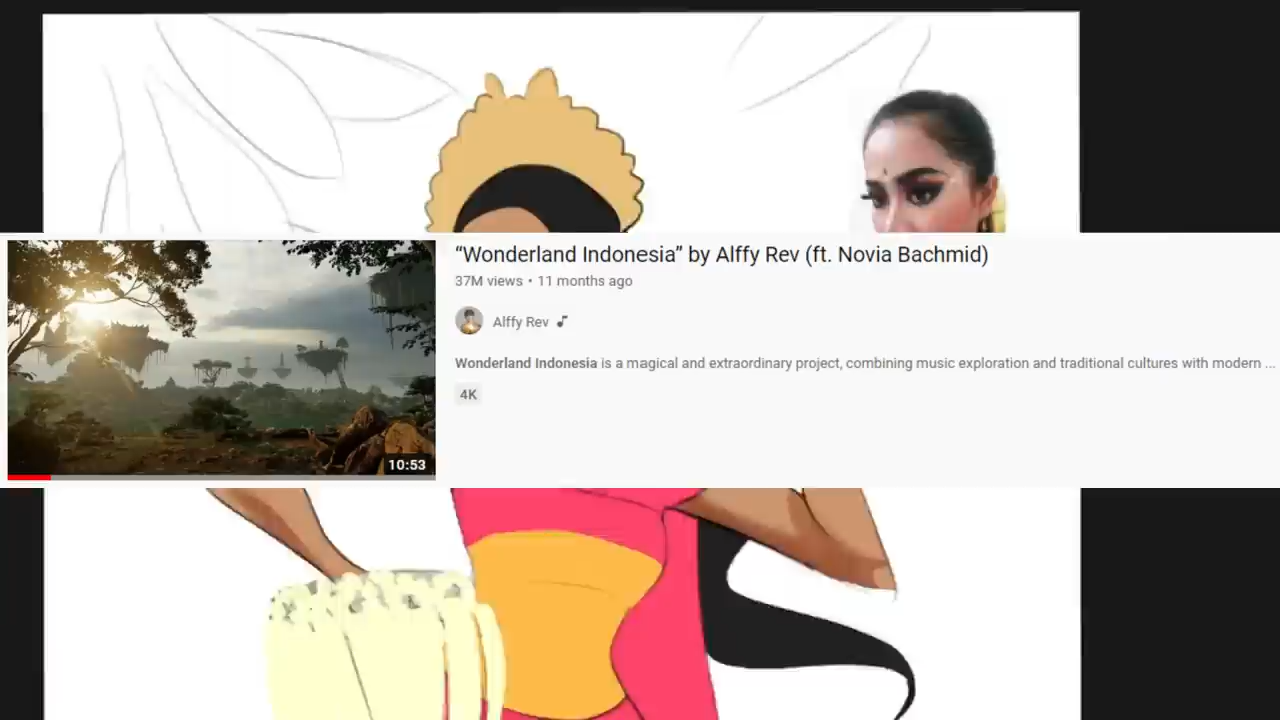 “Wonderland Indonesia” by Alffy Rev (ft. Novia Bachmid)
37M views • 11 months ago
Alffy Rev
Wonderland Indonesia is a magical and extraordinary project, combining music exploration and traditional cultures with modern ...
4K
10:53